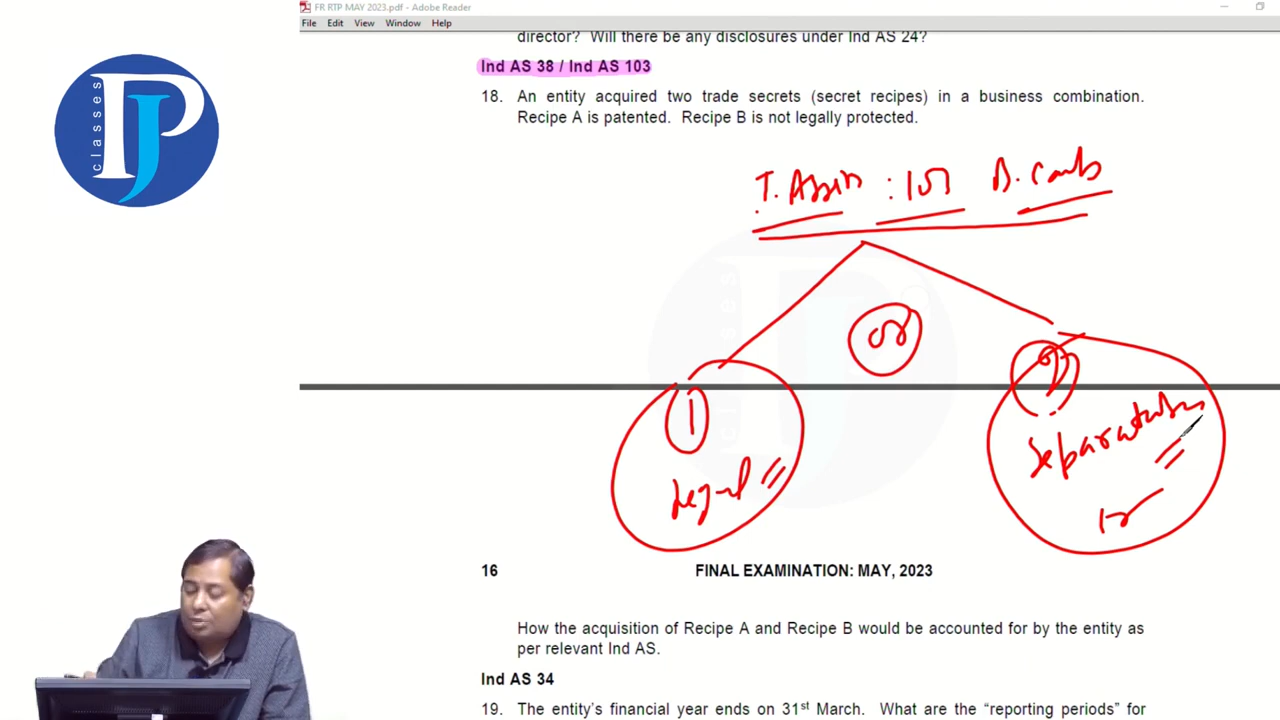 FR RTP MAY 2023.pdf - Adobe Reader
File Edit View Window Help
director? Will there be any disclosures under Ind AS 24?
Ind AS 38 / Ind AS 103
18. An entity acquired two trade secrets (secret recipes) in a business combination.
Recipe A is patented. Recipe B is not legally protected.
PJ
classes
: 103 B. Comb
or
1
2
Legal
Separable
16 FINAL EXAMINATION: MAY, 2023
How the acquisition of Recipe A and Recipe B would be accounted for by the entity as
per relevant Ind AS.
Ind AS 34
19. The entity's financial year ends on 31st March. What are the “reporting periods” for